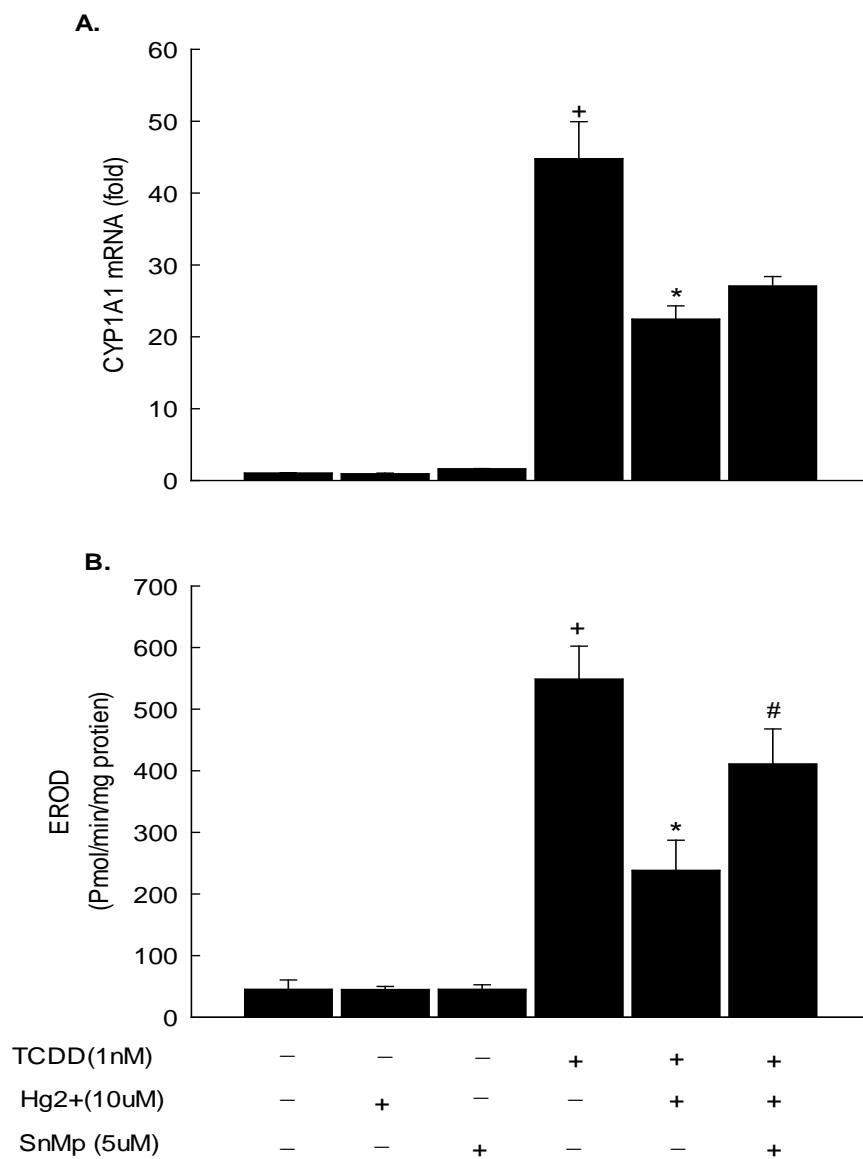 A.
60
50
40
30
20
10
0
CYP1A1 mRNA (fold)
+
*
B.
700
600
500
400
300
200
100
0
EROD
(Pmol/min/mg protien)
+
*
#
TCDD(1nM) – – – + + +
Hg2+(10uM) – + – – + +
SnMp (5uM) – – + – – +